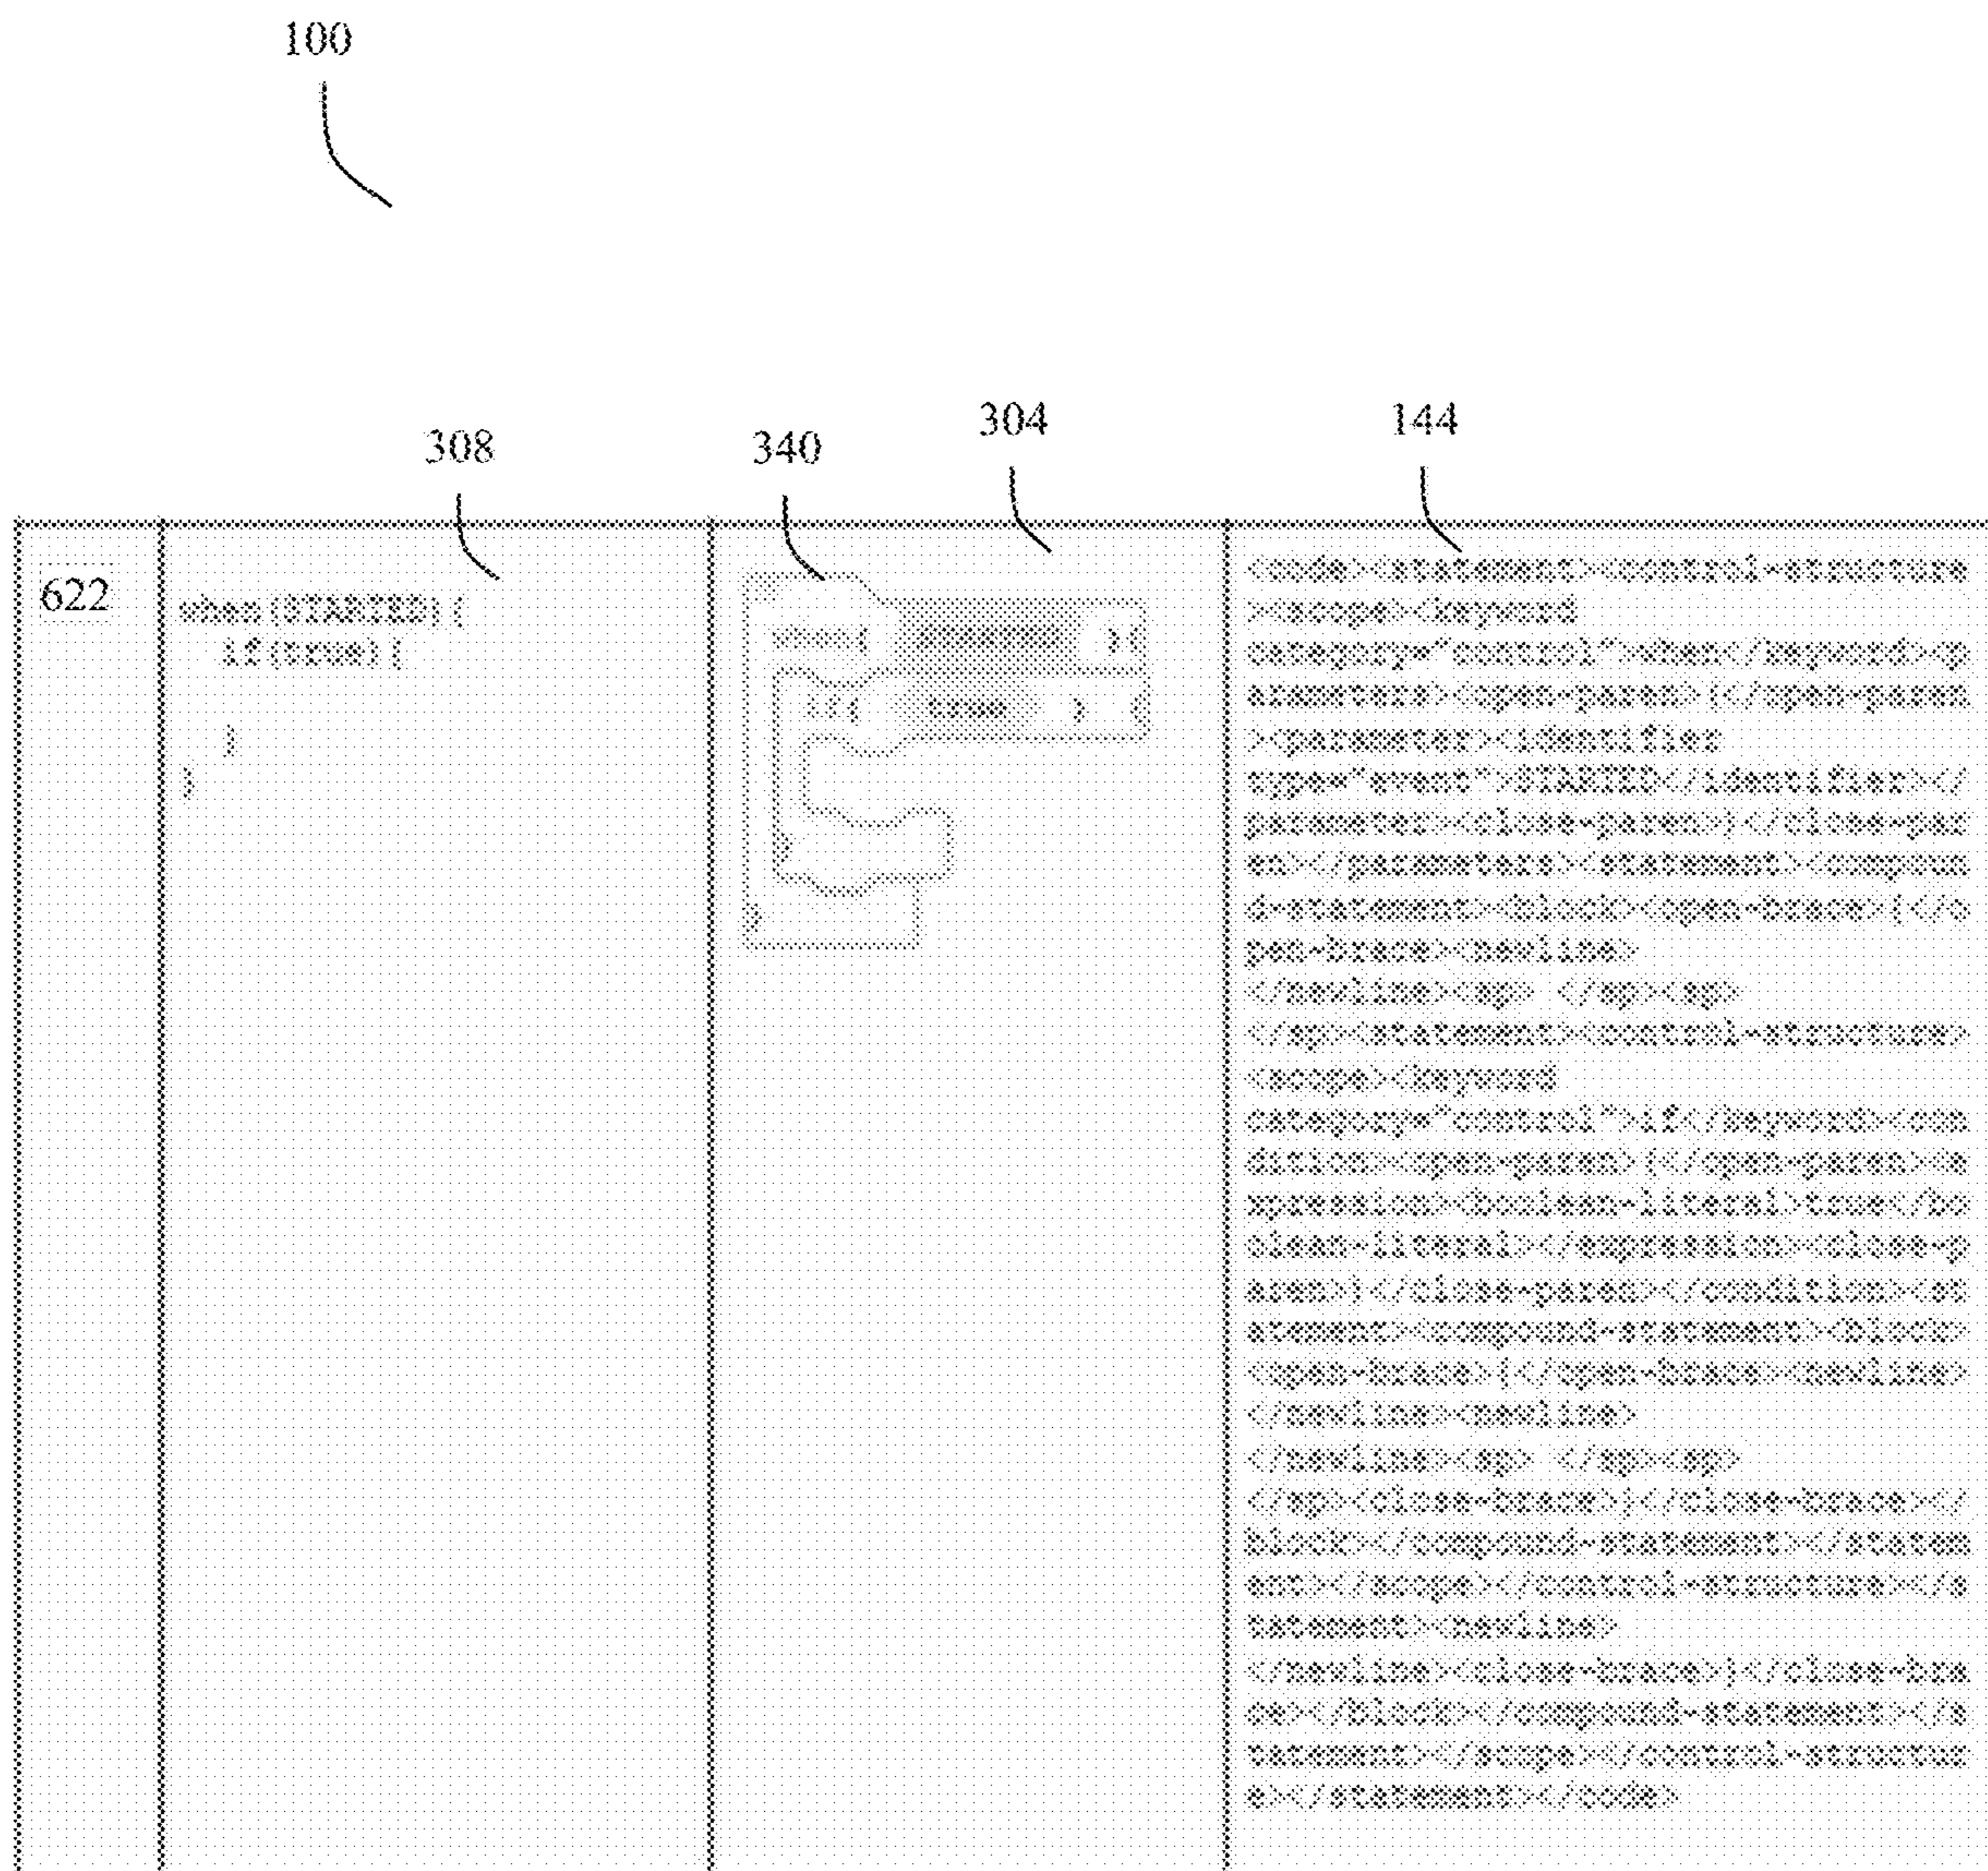 100
308
340
304
144
622
when(STARTED){
if(true){
}
}
when( STARTED ){
if( true ) {
}
}
<code><statement><control-structure
><scope><keyword
category="control">when</keyword><p
arameters><open-paren>(</open-paren
><parameter><identifier
type="event">STARTED</identifier></
parameter><close-paren>)</close-par
en></parameters><statement><compoun
d-statement><block><open-brace>{</o
pen-brace><newline>
</newline><sp> </sp><sp>
</sp><statement><control-structure>
<scope><keyword
category="control">if</keyword><con
dition><open-paren>(</open-paren><e
xpression><boolean-literal>true</bo
olean-literal></expression><close-p
aren>)</close-paren></condition><st
atement><compound-statement><block>
<open-brace>{</open-brace><newline>
</newline><newline>
</newline><sp> </sp><sp>
</sp><close-brace>}</close-brace></
block></compound-statement></statem
ent></scope></control-structure></s
tatement><newline>
</newline><close-brace>}</close-bra
ce></block></compound-statement></s
tatement></scope></control-structur
e></statement></code>